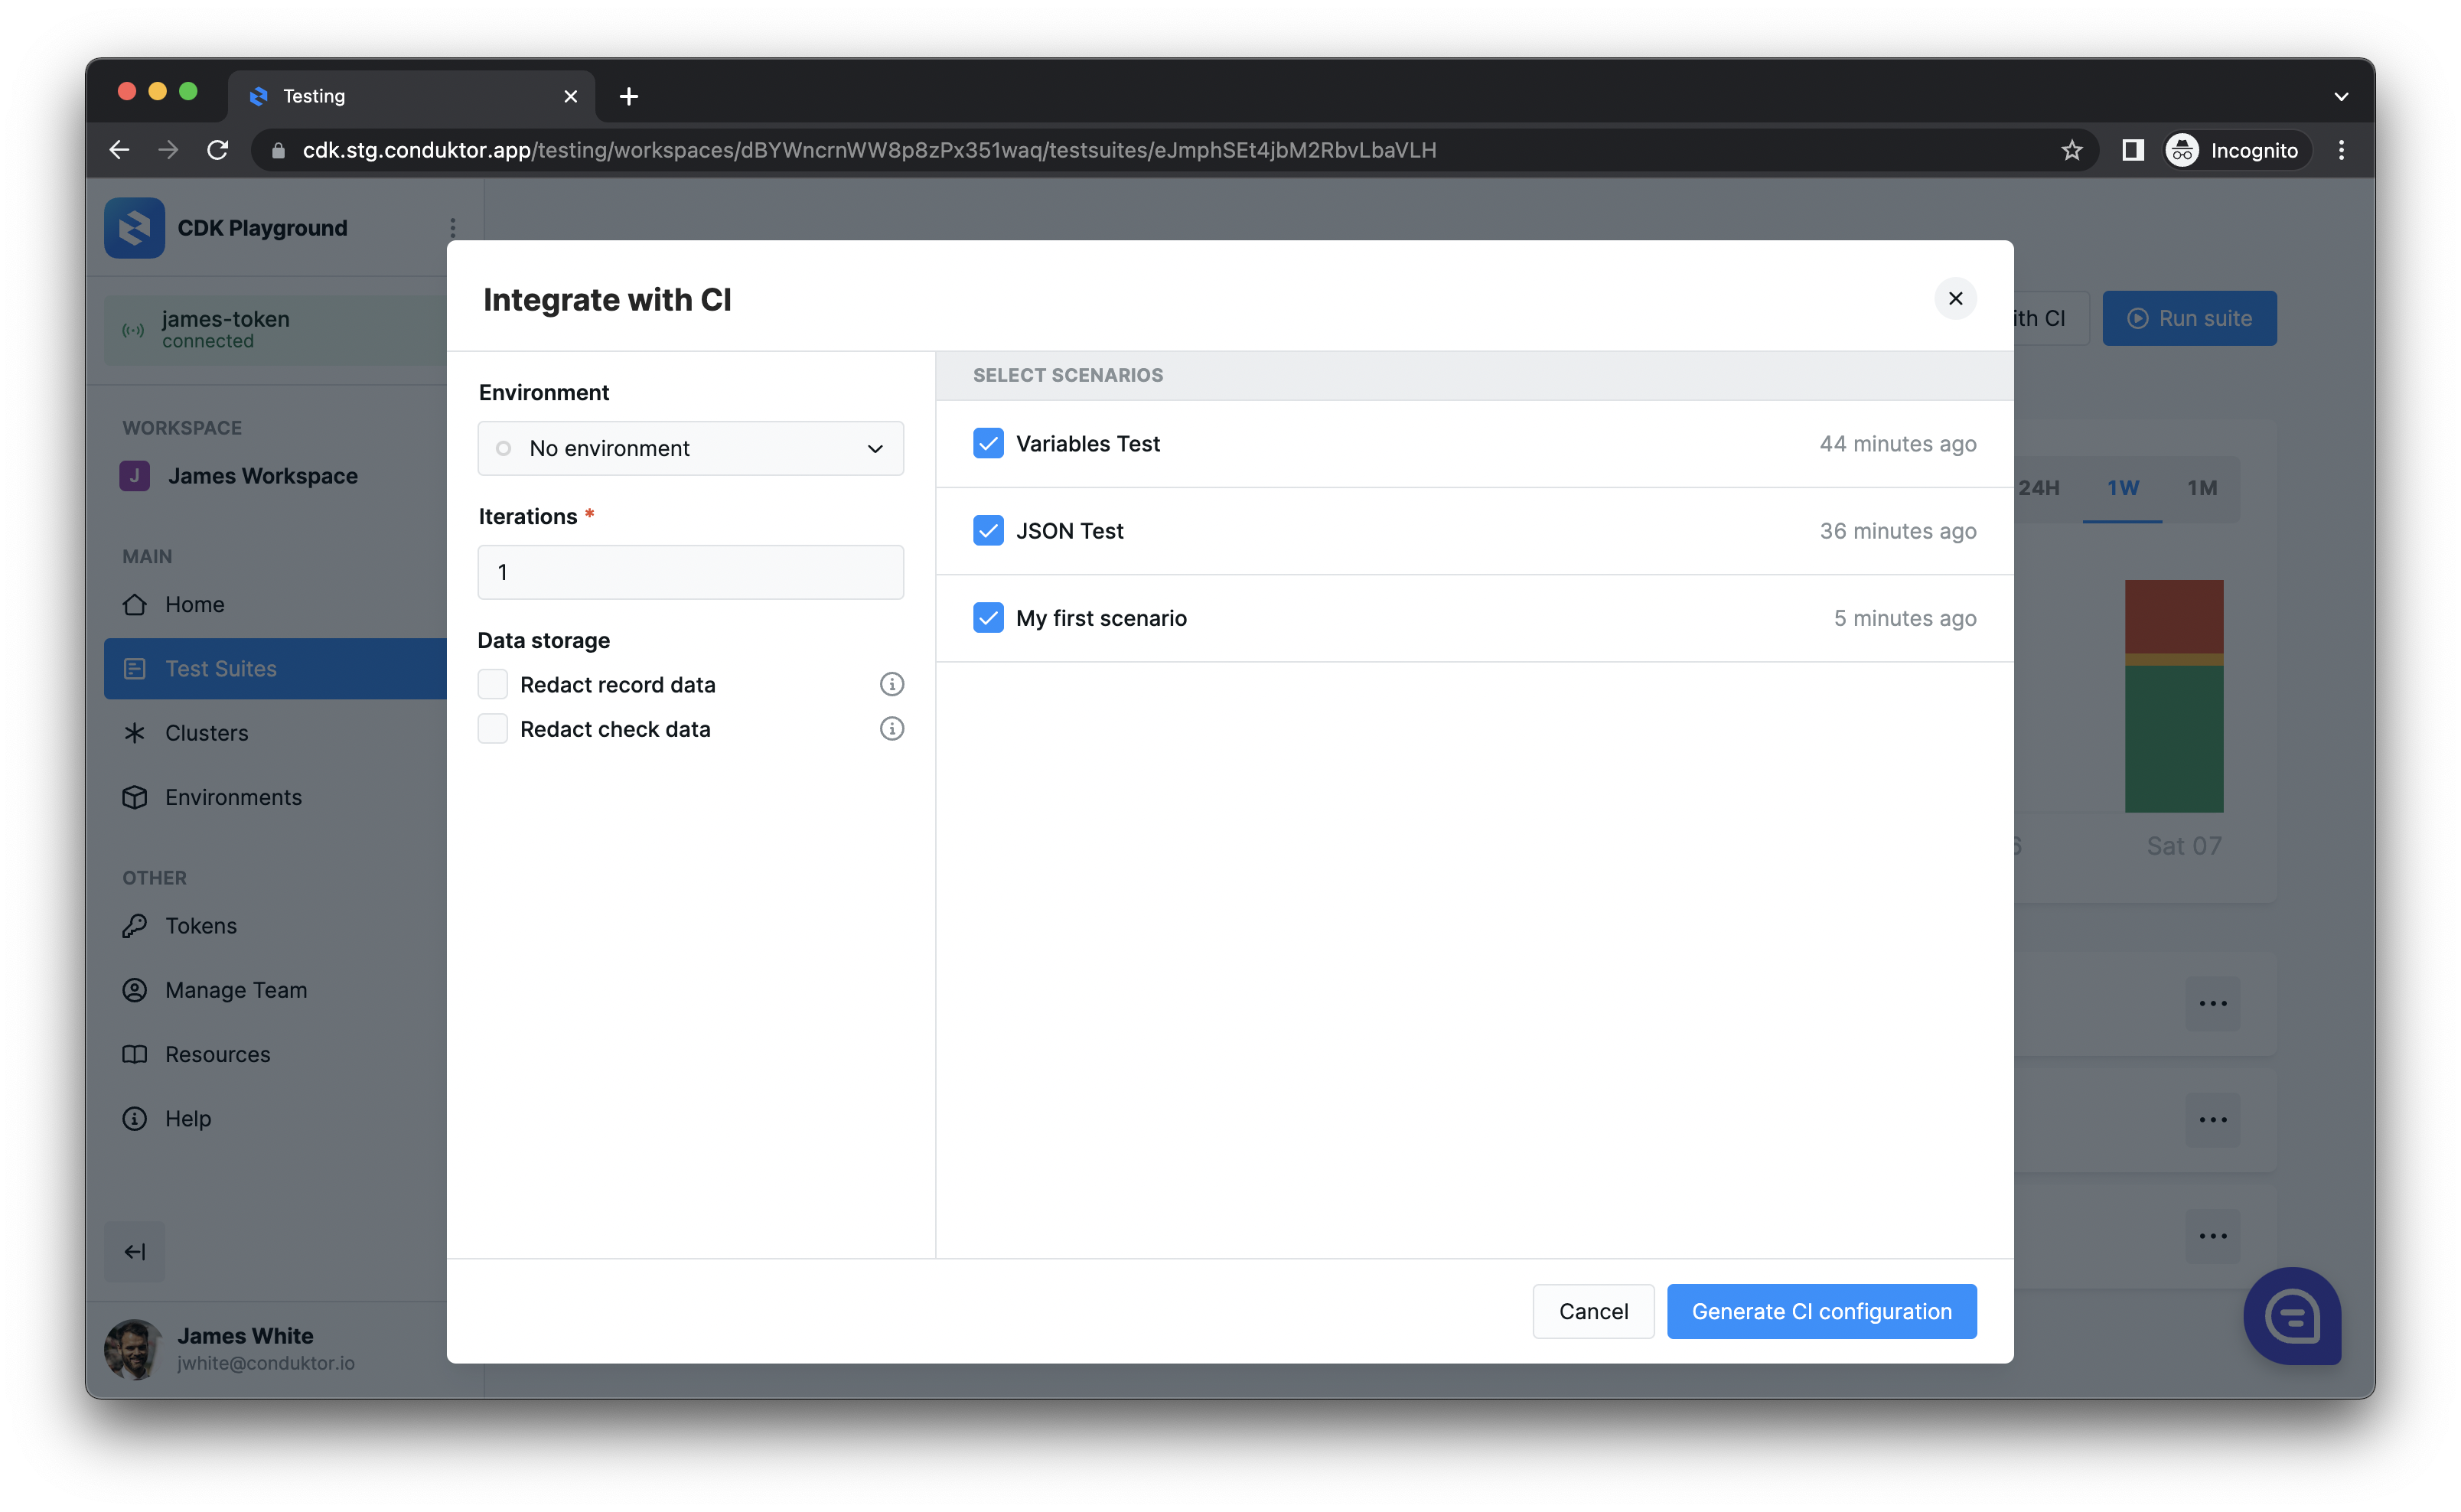 Testing
cdk.stg.conduktor.app/testing/workspaces/dBYWncrnWW8p8zPx351waq/testsuites/eJmphSEt4jbM2RbvLbaVLH
Incognito
CDK Playground
james-token
connected
WORKSPACE
J
James Workspace
MAIN
Home
Test Suites
Clusters
Environments
OTHER
Tokens
Manage Team
Resources
Help
James White
jwhite@conduktor.io
Integrate with CI
Environment
No environment
Iterations *
1
Data storage
Redact record data
Redact check data
SELECT SCENARIOS
Variables Test
44 minutes ago
JSON Test
36 minutes ago
My first scenario
5 minutes ago
Cancel
Generate CI configuration
ith CI
Run suite
24H
1W
1M
Sat 07